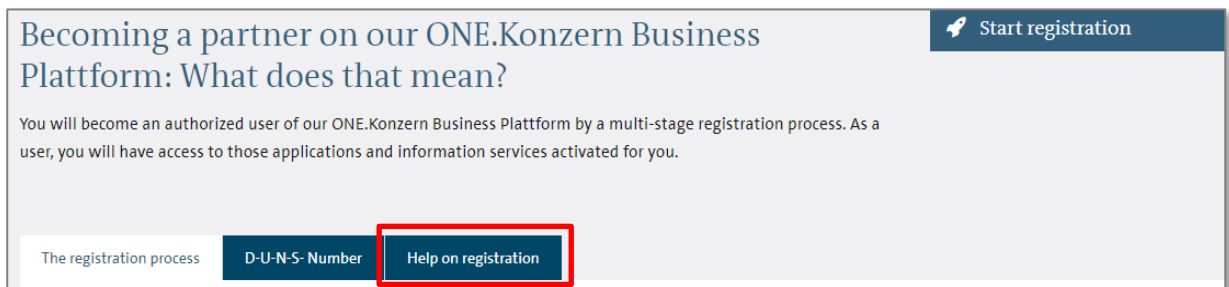 Becoming a partner on our ONE.Konzern Business
Plattform: What does that mean?
Start registration
You will become an authorized user of our ONE.Konzern Business Plattform by a multi-stage registration process. As a
user, you will have access to those applications and information services activated for you.
The registration process
D-U-N-S- Number
Help on registration